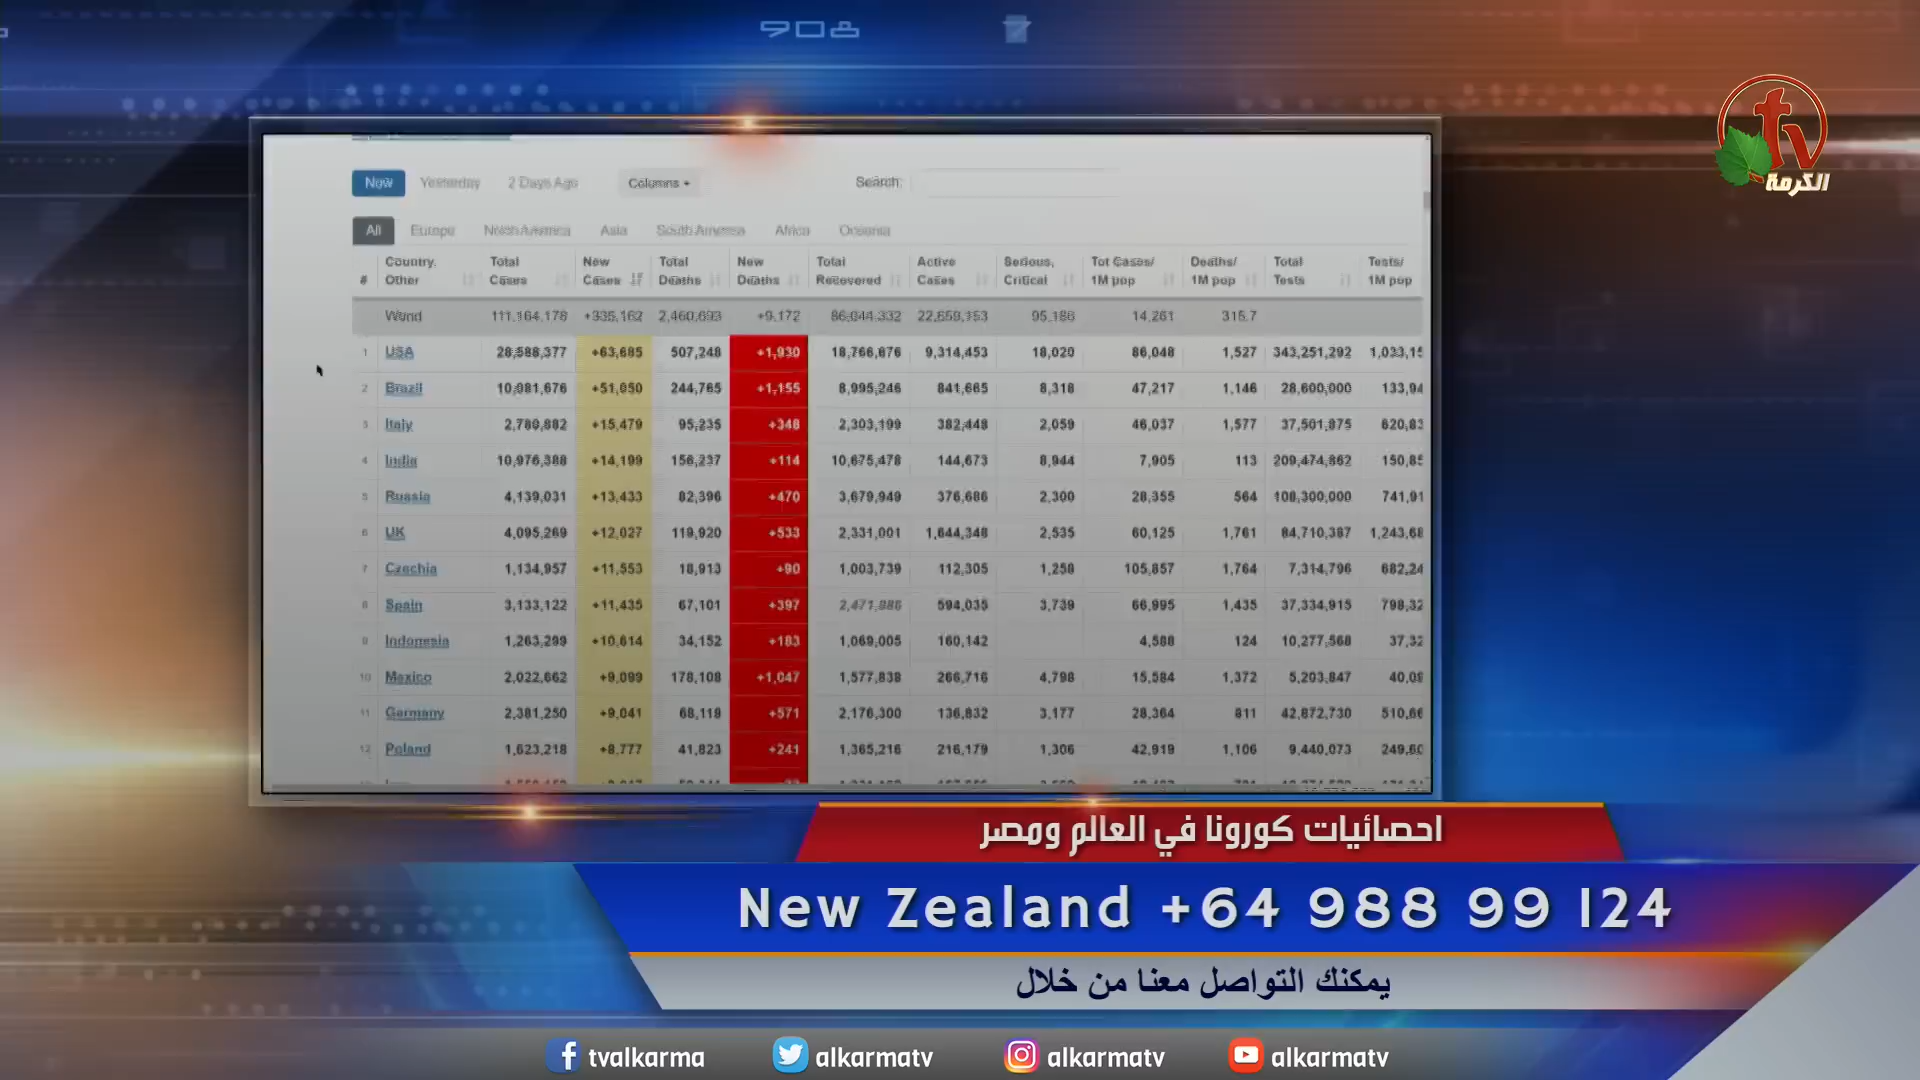 tv
الكرمة
Now Yesterday 2 Days Ago Columns Search:
All Europe North America Asia South America Africa Oceania
# Country, Other Total Cases New Cases Total Deaths New Deaths Total Recovered Active Cases Serious, Critical Tot Cases/ 1M pop Deaths/ 1M pop Total Tests Tests/ 1M pop
World 111,164,178 +335,162 2,460,693 +9,172 86,044,332 22,659,153 95,186 14,261 315.7
1 USA 28,588,377 +63,685 507,248 +1,930 18,766,676 9,314,453 18,020 86,048 1,527 343,251,292
2 Brazil 10,081,676 +51,050 244,765 +1,155 8,995,246 841,665 8,318 47,217 1,146 28,600,000
3 Italy 2,780,882 +15,479 95,235 +348 2,303,199 382,448 2,059 46,037 1,577 37,501,875
4 India 10,976,388 +14,199 156,237 +114 10,675,478 144,673 8,944 7,905 113 209,474,862
5 Russia 4,139,031 +13,433 82,396 +470 3,679,949 376,686 2,300 28,355 564 108,300,000
6 UK 4,095,269 +12,027 119,920 +533 2,331,001 1,644,348 2,535 60,125 1,761 84,710,387
7 Czechia 1,134,957 +11,553 18,913 +90 1,003,739 112,305 1,258 105,857 1,764 7,314,796
8 Spain 3,133,122 +11,435 67,101 +397 2,471,886 594,035 3,739 66,995 1,435 37,334,915
9 Indonesia 1,263,299 +10,614 34,152 +183 1,069,005 160,142 4,588 124 10,277,568
10 Mexico 2,022,662 +9,099 178,108 +1,047 1,577,838 266,716 4,798 15,584 1,372 5,203,847
11 Germany 2,381,250 +9,041 68,118 +571 2,176,300 136,832 3,177 28,364 811 42,872,730
12 Poland 1,623,218 +8,777 41,823 +241 1,365,216 216,179 1,306 42,919 1,106 9,440,073
احصائيات كورونا في العالم ومصر
New Zealand +64 988 99 124
يمكنك التواصل معنا من خلال
tvalkarma alkarmatv alkarmatv alkarmatv